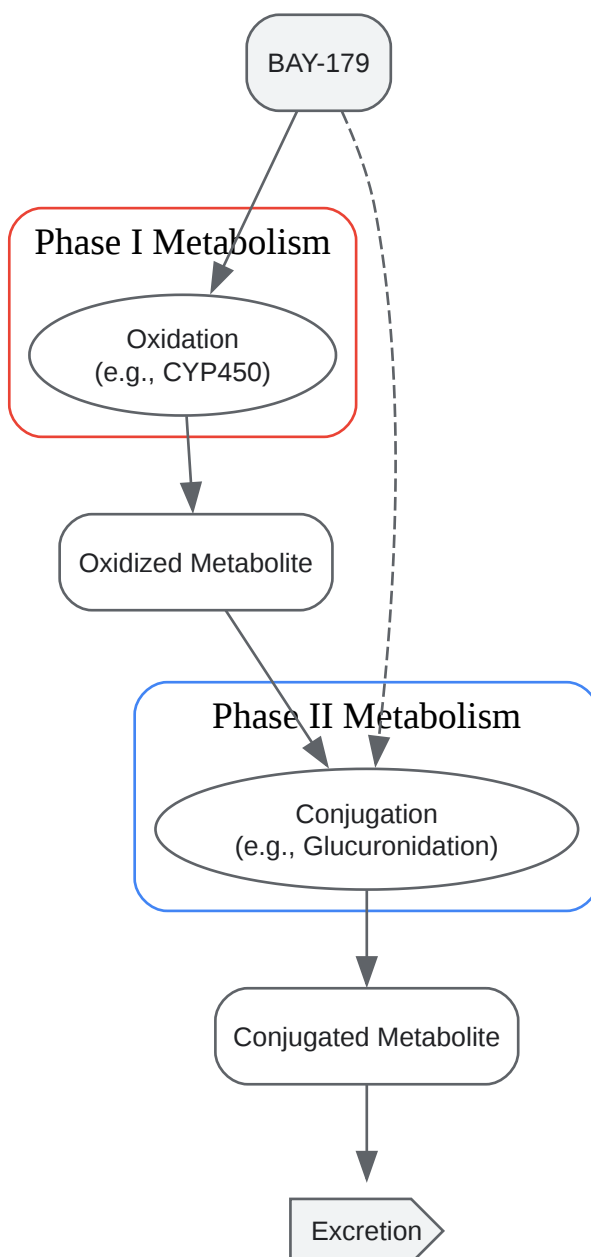 BAY-179
Phase I Metabolism
Oxidation
(e.g., CYP450)
Oxidized Metabolite
Phase II Metabolism
Conjugation
(e.g., Glucuronidation)
Conjugated Metabolite
Excretion